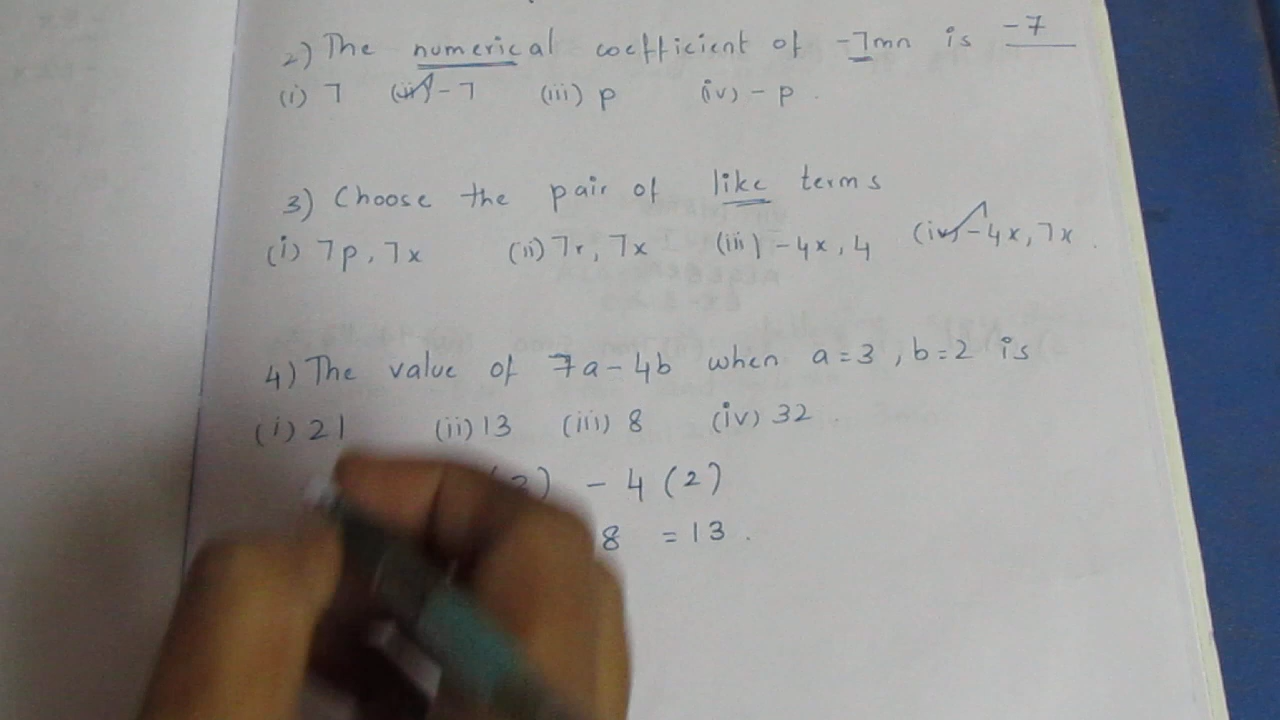 2) The numerical coefficient of -7mn is -7
(i) 7 (ii) -7 (iii) p (iv) - p .
3) Choose the pair of like terms
(i) 7p, 7x (ii) 7r, 7x (iii) -4x, 4 (iv) -4x, 7x .
4) The value of 7a - 4b when a = 3, b = 2 is
(i) 21 (ii) 13 (iii) 8 (iv) 32 .
) - 4 (2)
8 = 13 .